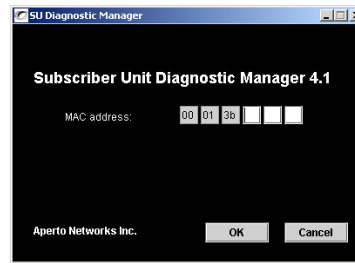 SU Diagnostic Manager
Subscriber Unit Diagnostic Manager 4.1
MAC address: 00 01 3b
Aperto Networks Inc. OK Cancel